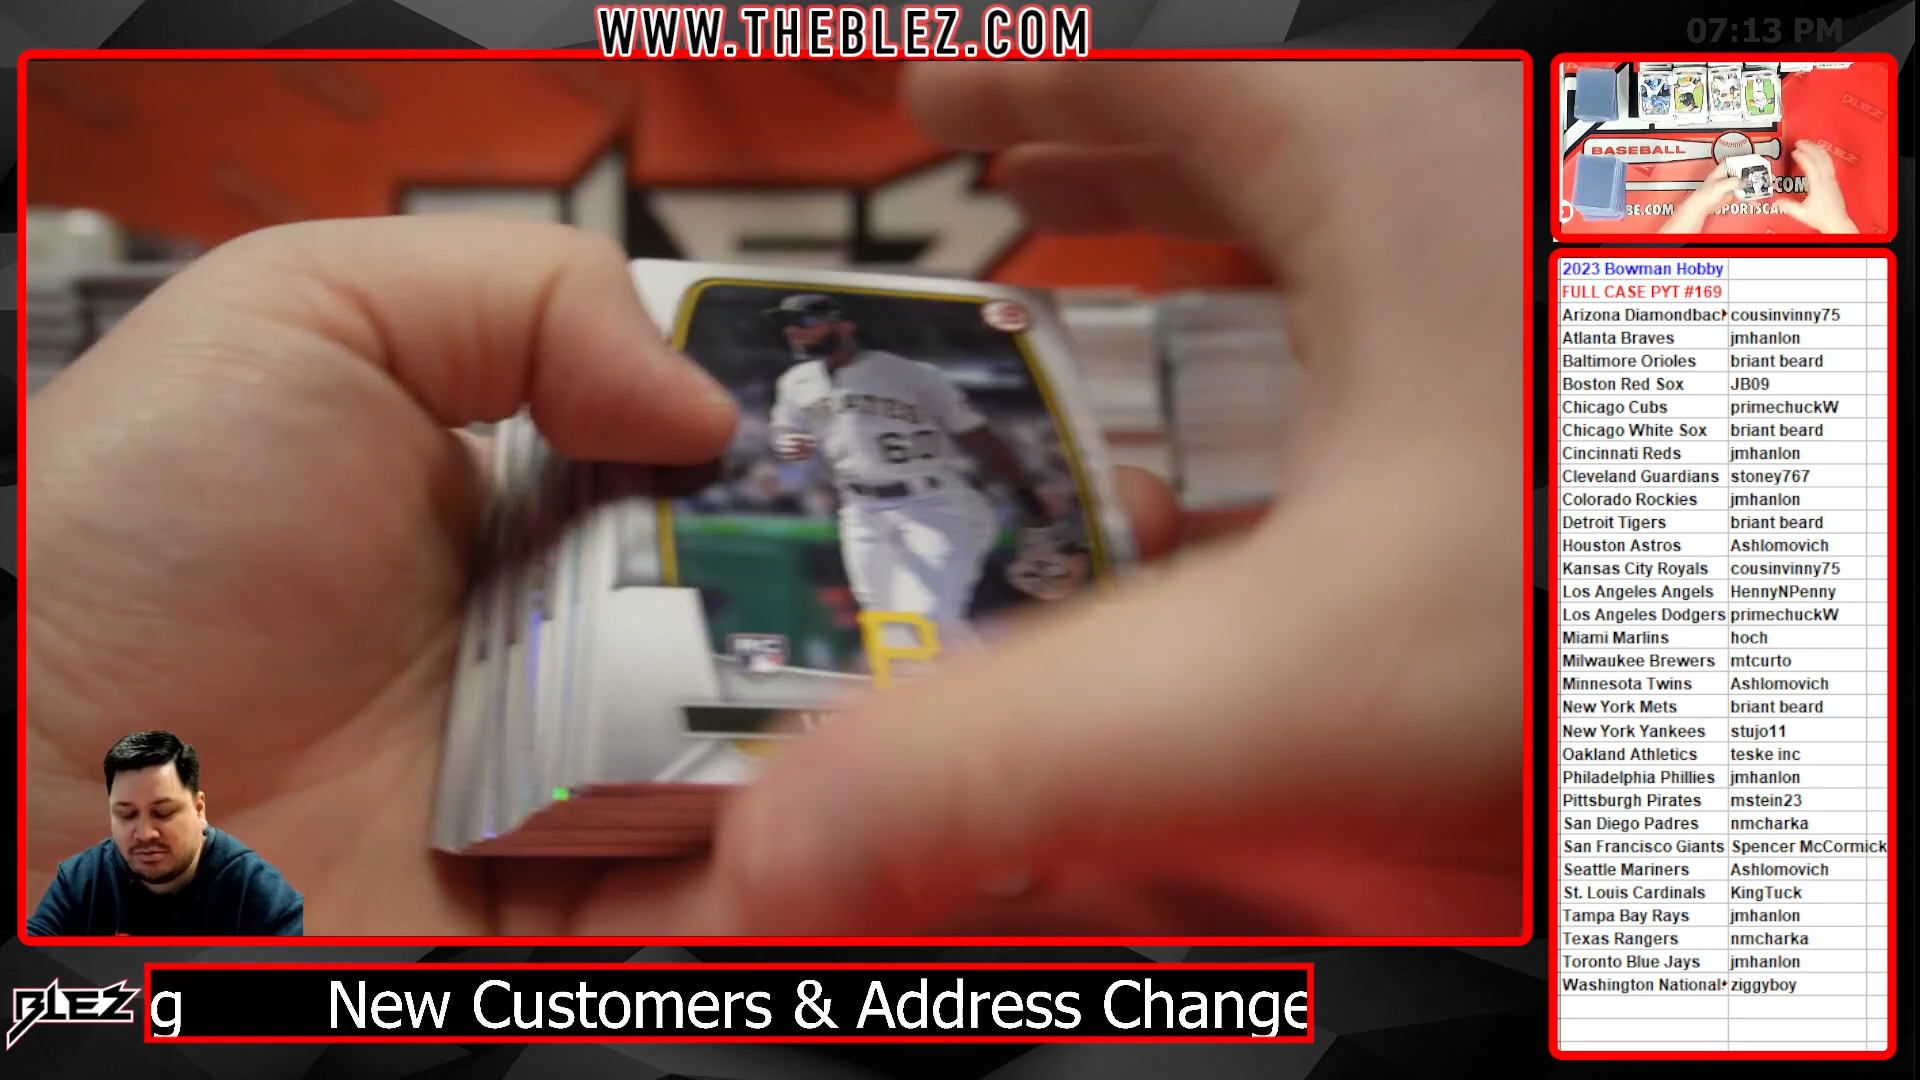 WWW.THEBLEZ.COM
07:13 PM
BASEBALL
BLEZ
60
RC
P
2023 Bowman Hobby
FULL CASE PYT #169
Arizona Diamondbac cousinvinny75
Atlanta Braves jmhanlon
Baltimore Orioles briant beard
Boston Red Sox JB09
Chicago Cubs primechuckW
Chicago White Sox briant beard
Cincinnati Reds jmhanlon
Cleveland Guardians stoney767
Colorado Rockies jmhanlon
Detroit Tigers briant beard
Houston Astros Ashlomovich
Kansas City Royals cousinvinny75
Los Angeles Angels HennyNPenny
Los Angeles Dodgers primechuckW
Miami Marlins hoch
Milwaukee Brewers mtcurto
Minnesota Twins Ashlomovich
New York Mets briant beard
New York Yankees stujo11
Oakland Athletics teske inc
Philadelphia Phillies jmhanlon
Pittsburgh Pirates mstein23
San Diego Padres nmcharka
San Francisco Giants Spencer McCormick
Seattle Mariners Ashlomovich
St. Louis Cardinals KingTuck
Tampa Bay Rays jmhanlon
Texas Rangers nmcharka
Toronto Blue Jays jmhanlon
Washington National ziggyboy
BLEZ
g New Customers & Address Change